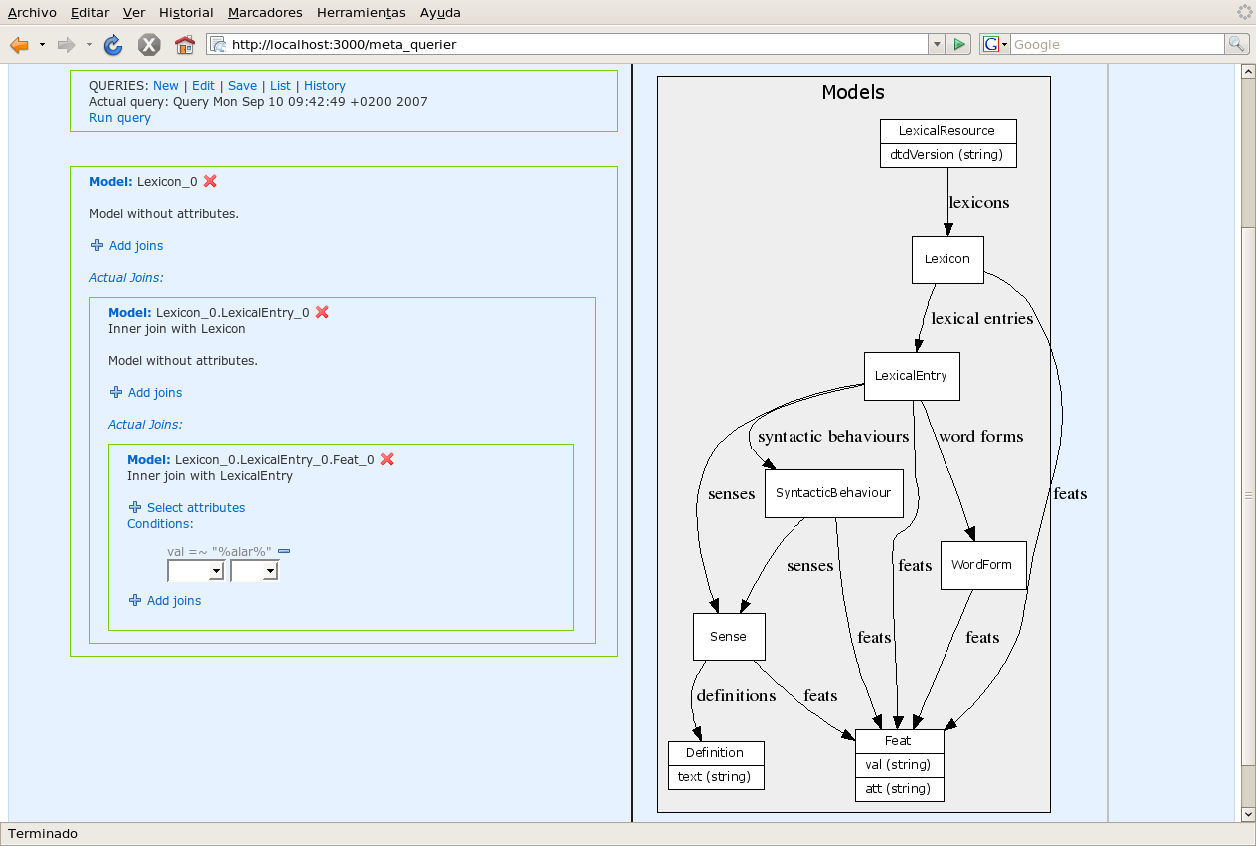 Archivo Editar Ver Historial Marcadores Herramientas Ayuda
http://localhost:3000/meta_querier
G Google
QUERIES: New | Edit | Save | List | History
Actual query: Query Mon Sep 10 09:42:49 +0200 2007
Run query
Model: Lexicon_0
Model without attributes.
Add joins
Actual Joins:
Model: Lexicon_0.LexicalEntry_0
Inner join with Lexicon
Model without attributes.
Add joins
Actual Joins:
Model: Lexicon_0.LexicalEntry_0.Feat_0
Inner join with LexicalEntry
Select attributes
Conditions:
val =~ "%alar%"
Add joins
Models
LexicalResource
dtdVersion (string)
lexicons
Lexicon
lexical entries
LexicalEntry
syntactic behaviours word forms
senses SyntacticBehaviour feats
senses feats WordForm
Sense feats feats
definitions feats
Definition
text (string)
Feat
val (string)
att (string)
Terminado